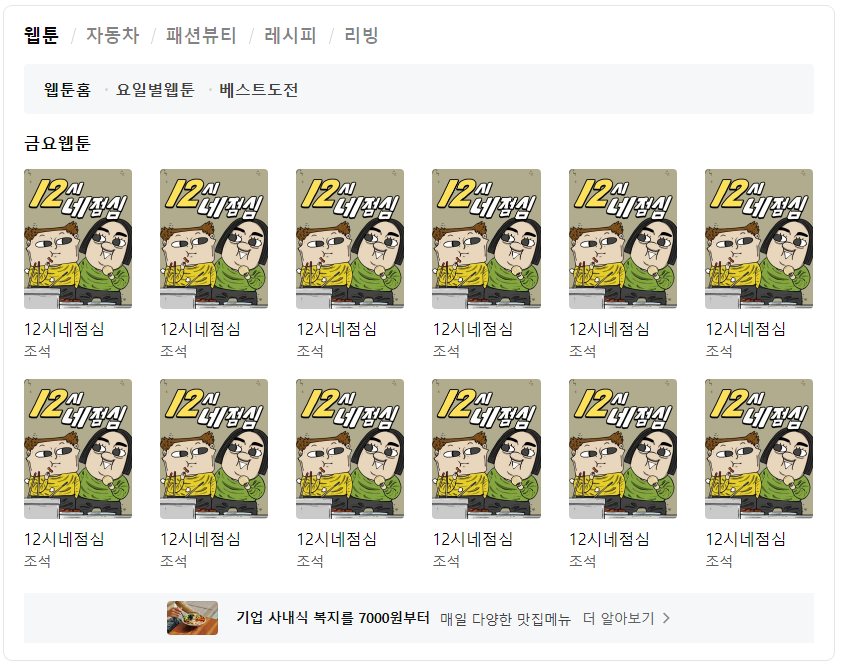 웹툰 / 자동차 / 패션뷰티 / 레시피 / 리빙
웹툰홈 · 요일별웹툰 · 베스트도전
금요웹툰
12시 네점심 12시 네점심 12시 네점심 12시 네점심 12시 네점심 12시 네점심
12시네점심 12시네점심 12시네점심 12시네점심 12시네점심 12시네점심
조석 조석 조석 조석 조석 조석
12시 네점심 12시 네점심 12시 네점심 12시 네점심 12시 네점심 12시 네점심
12시네점심 12시네점심 12시네점심 12시네점심 12시네점심 12시네점심
조석 조석 조석 조석 조석 조석
기업 사내식 복지를 7000원부터 매일 다양한 맛집메뉴 더 알아보기 >